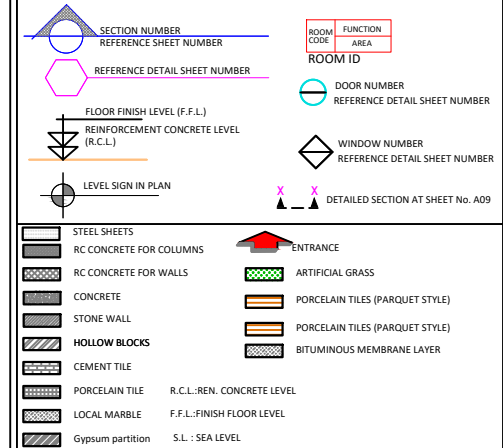 SECTION NUMBER
REFERENCE SHEET NUMBER
REFERENCE DETAIL SHEET NUMBER
FLOOR FINISH LEVEL (F.F.L.)
REINFORCEMENT CONCRETE LEVEL
(R.C.L.)
LEVEL SIGN IN PLAN
ROOM CODE
FUNCTION
AREA
ROOM ID
DOOR NUMBER
REFERENCE DETAIL SHEET NUMBER
WINDOW NUMBER
REFERENCE DETAIL SHEET NUMBER
X X
DETAILED SECTION AT SHEET No. A09
STEEL SHEETS
RC CONCRETE FOR COLUMNS
RC CONCRETE FOR WALLS
CONCRETE
STONE WALL
HOLLOW BLOCKS
CEMENT TILE
PORCELAIN TILE
LOCAL MARBLE
Gypsum partition
ENTRANCE
ARTIFICIAL GRASS
PORCELAIN TILES (PARQUET STYLE)
PORCELAIN TILES (PARQUET STYLE)
BITUMINOUS MEMBRANE LAYER
R.C.L.:REN. CONCRETE LEVEL
F.F.L.:FINISH FLOOR LEVEL
S.L. : SEA LEVEL